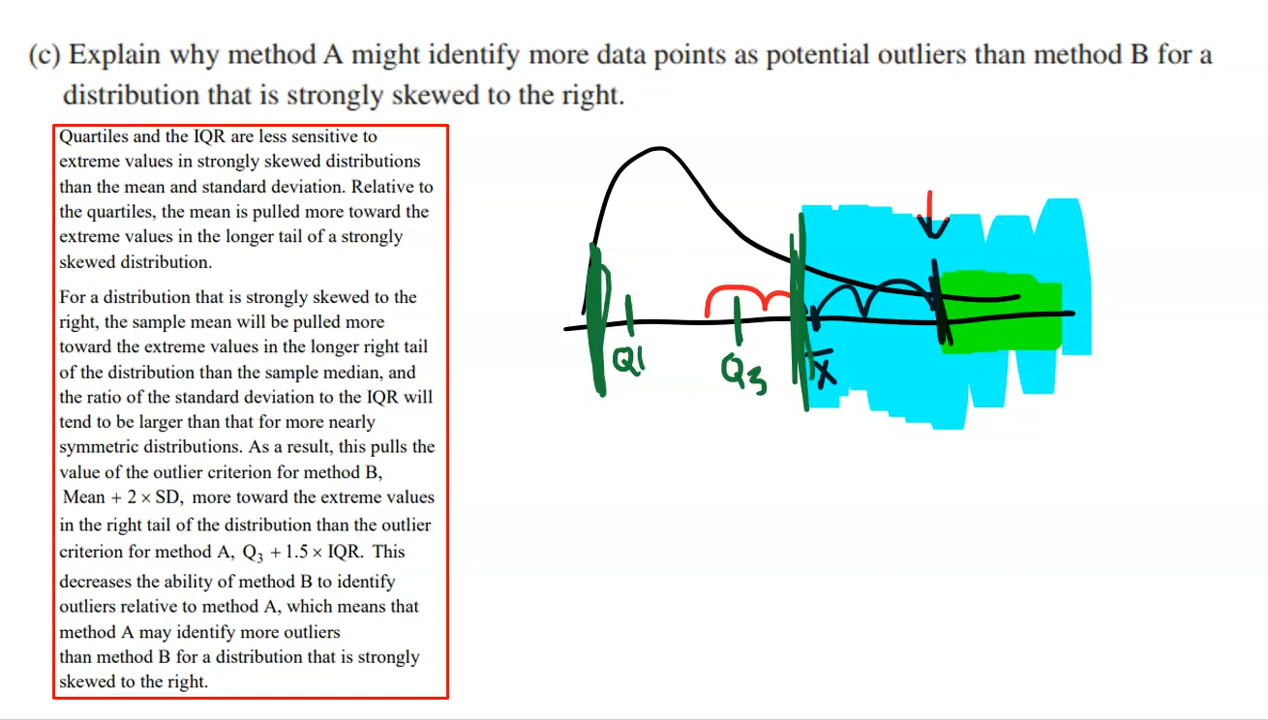 (c) Explain why method A might identify more data points as potential outliers than method B for a
distribution that is strongly skewed to the right.
Quartiles and the IQR are less sensitive to
extreme values in strongly skewed distributions
than the mean and standard deviation. Relative to
the quartiles, the mean is pulled more toward the
extreme values in the longer tail of a strongly
skewed distribution.
For a distribution that is strongly skewed to the
right, the sample mean will be pulled more
toward the extreme values in the longer right tail
of the distribution than the sample median, and
the ratio of the standard deviation to the IQR will
tend to be larger than that for more nearly
symmetric distributions. As a result, this pulls the
value of the outlier criterion for method B,
Mean + 2 × SD, more toward the extreme values
in the right tail of the distribution than the outlier
criterion for method A, Q₃ + 1.5 × IQR. This
decreases the ability of method B to identify
outliers relative to method A, which means that
method A may identify more outliers
than method B for a distribution that is strongly
skewed to the right.
Q1
Q3
x̄